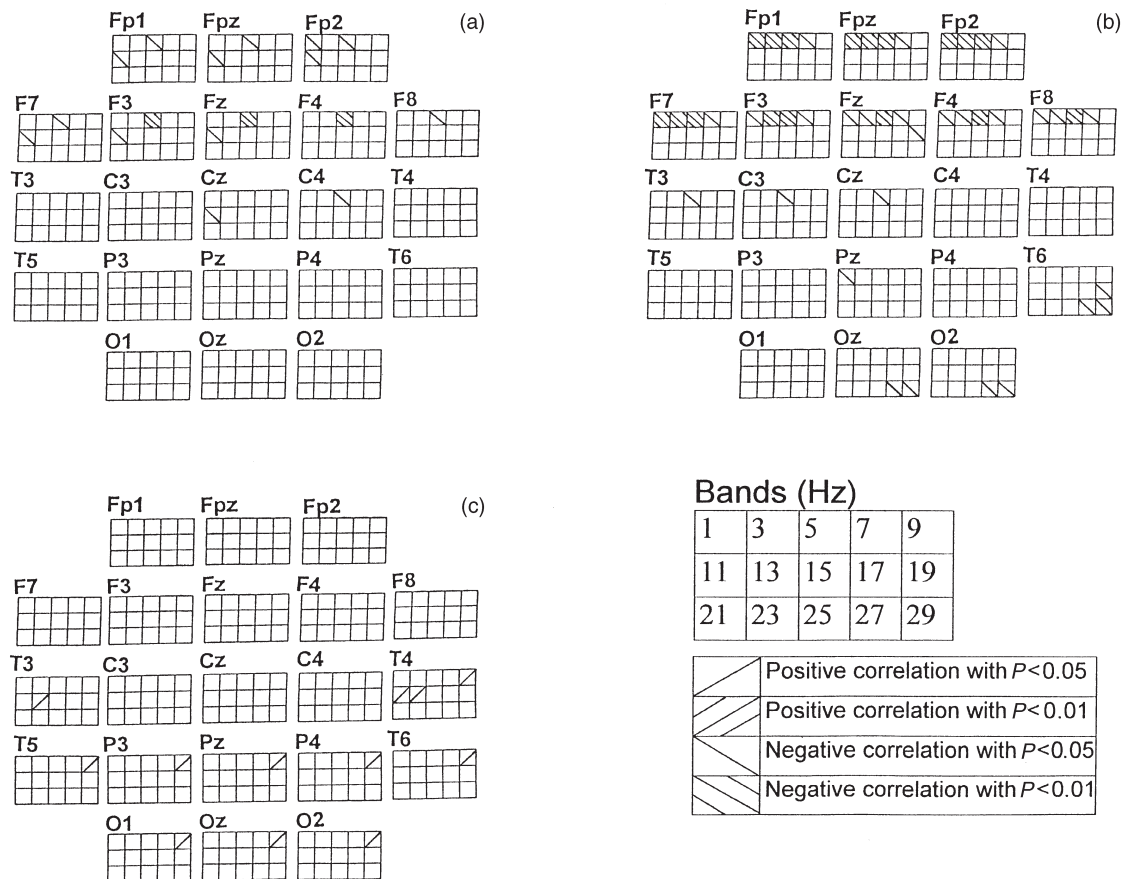 (a)
Fp1 Fpz Fp2
F7 F3 Fz F4 F8
T3 C3 Cz C4 T4
T5 P3 Pz P4 T6
O1 Oz O2
(b)
Fp1 Fpz Fp2
F7 F3 Fz F4 F8
T3 C3 Cz C4 T4
T5 P3 Pz P4 T6
O1 Oz O2
(c)
Fp1 Fpz Fp2
F7 F3 Fz F4 F8
T3 C3 Cz C4 T4
T5 P3 Pz P4 T6
O1 Oz O2
Bands (Hz)
1 3 5 7 9
11 13 15 17 19
21 23 25 27 29
Positive correlation with P<0.05
Positive correlation with P<0.01
Negative correlation with P<0.05
Negative correlation with P<0.01